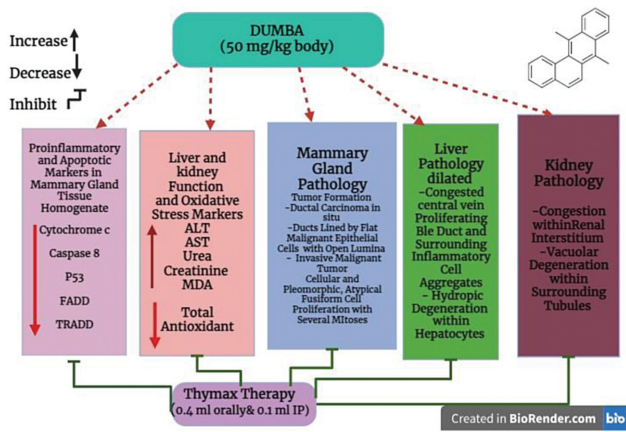 DUMBA
(50 mg/kg body)
Increase
Decrease
Inhibit
Proinflammatory
and Apoptotic
Markers in
Mammary Gland
Tissue
Homogenate
Cytochrome c
Caspase 8
P53
FADD
TRADD
Liver and
kidney
Function
and Oxidative
Stress Markers
ALT
AST
Urea
Creatinine
MDA
Total
Antioxidant
Mammary
Gland
Pathology
Tumor Formation
-Ductal Carcinoma in
situ
-Ducts Lined by Flat
Malignant Epithelial
Cells with Open Lumina
- Invasive Malignant
Tumor
Cellular and
Pleomorphic, Atypical
Fusiform Cell
Proliferation with
Several MItoses
Liver
Pathology
dilated
-Congested
central vein
Proliferating
Ble Duct and
Surrounding
Inflammatory
Cell
Aggregates
- Hydropic
Degeneration
within
Hepatocytes
Kidney
Pathology
-Congestion
withinRenal
Interstitium
-Vacuolar
Degeneration
within
Surrounding
Tubules
Thymax Therapy
(0.4 ml orally& 0.1 ml IP)
Created in BioRender.com bio